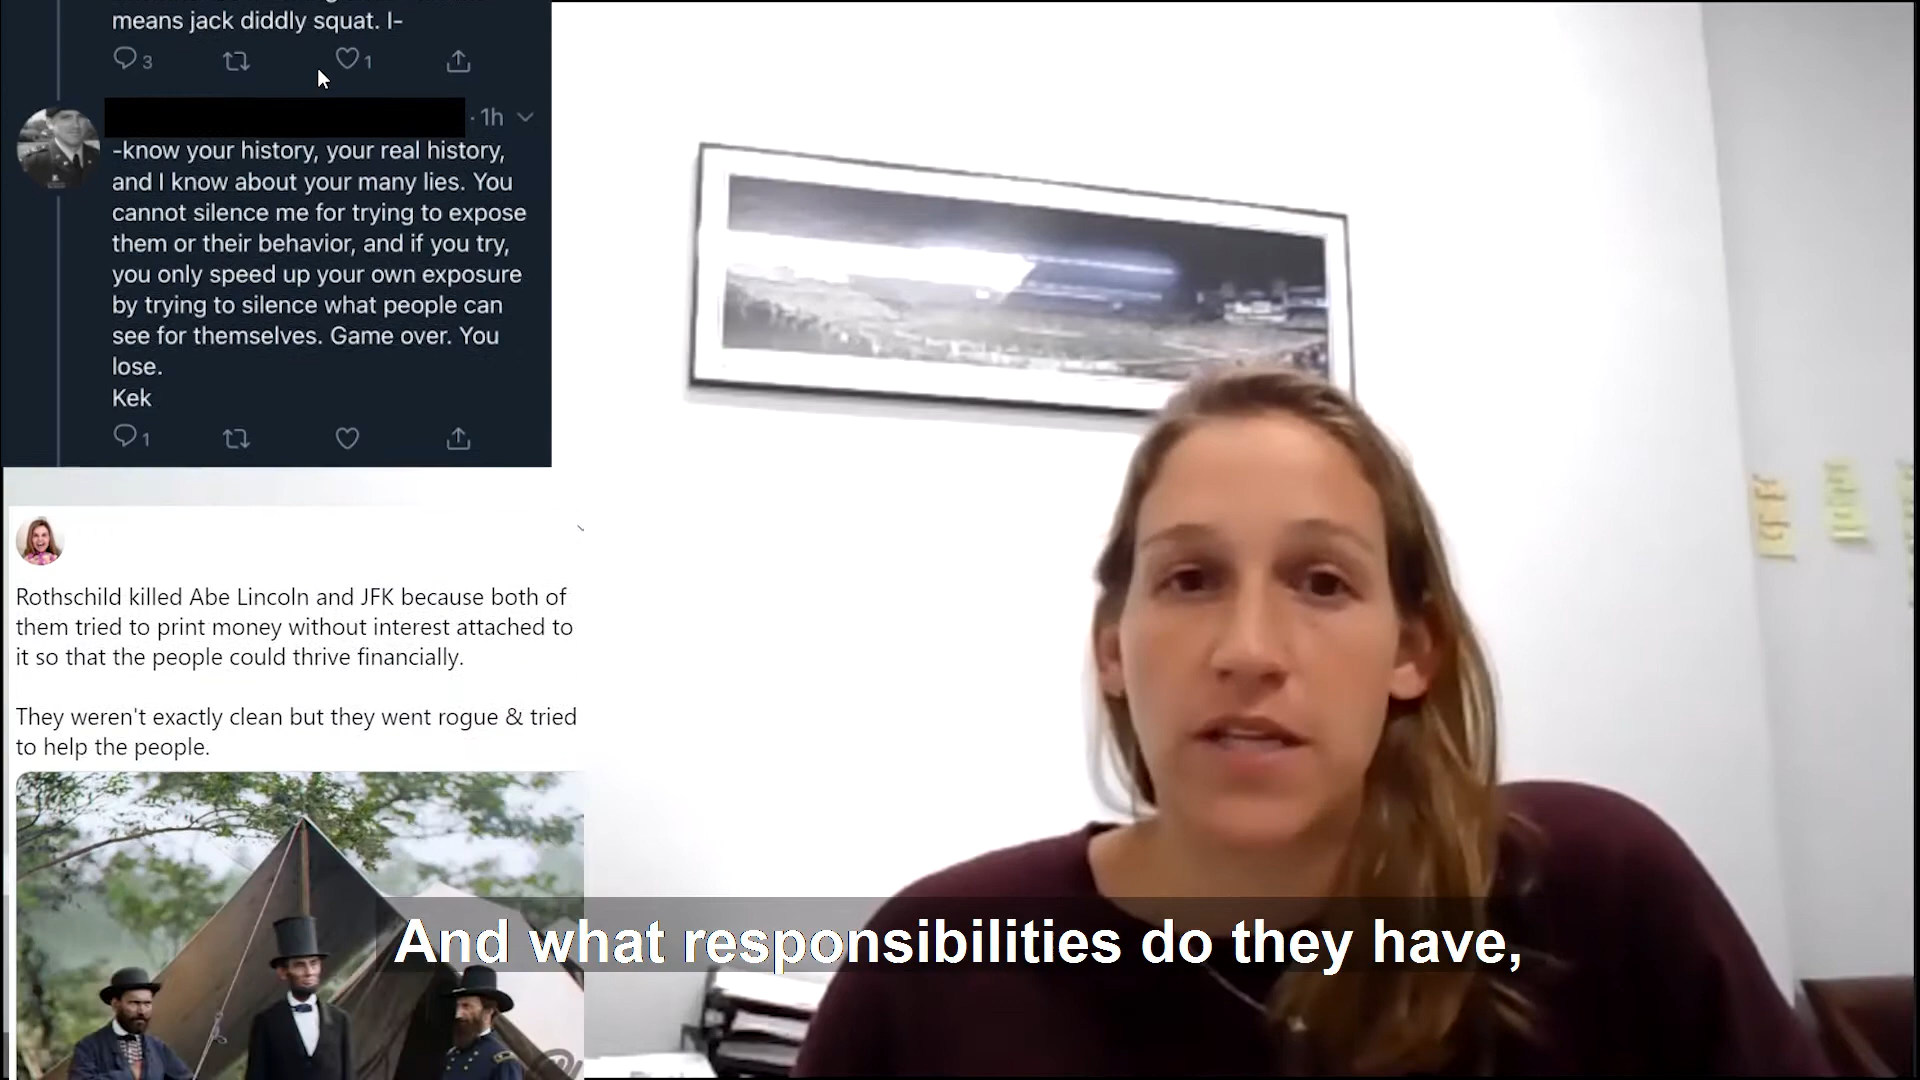 means jack diddly squat. I-
3
1
· 1h
-know your history, your real history,
and I know about your many lies. You
cannot silence me for trying to expose
them or their behavior, and if you try,
you only speed up your own exposure
by trying to silence what people can
see for themselves. Game over. You
lose.
Kek
1
Rothschild killed Abe Lincoln and JFK because both of
them tried to print money without interest attached to
it so that the people could thrive financially.
They weren't exactly clean but they went rogue & tried
to help the people.
And what responsibilities do they have,